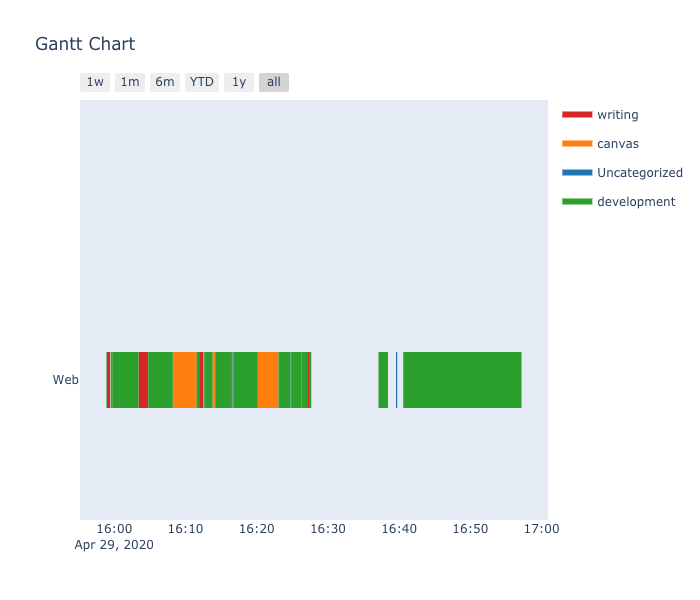 Gantt Chart
1w 1m 6m YTD 1y all
writing
canvas
Uncategorized
development
Web
16:00 16:10 16:20 16:30 16:40 16:50 17:00
Apr 29, 2020